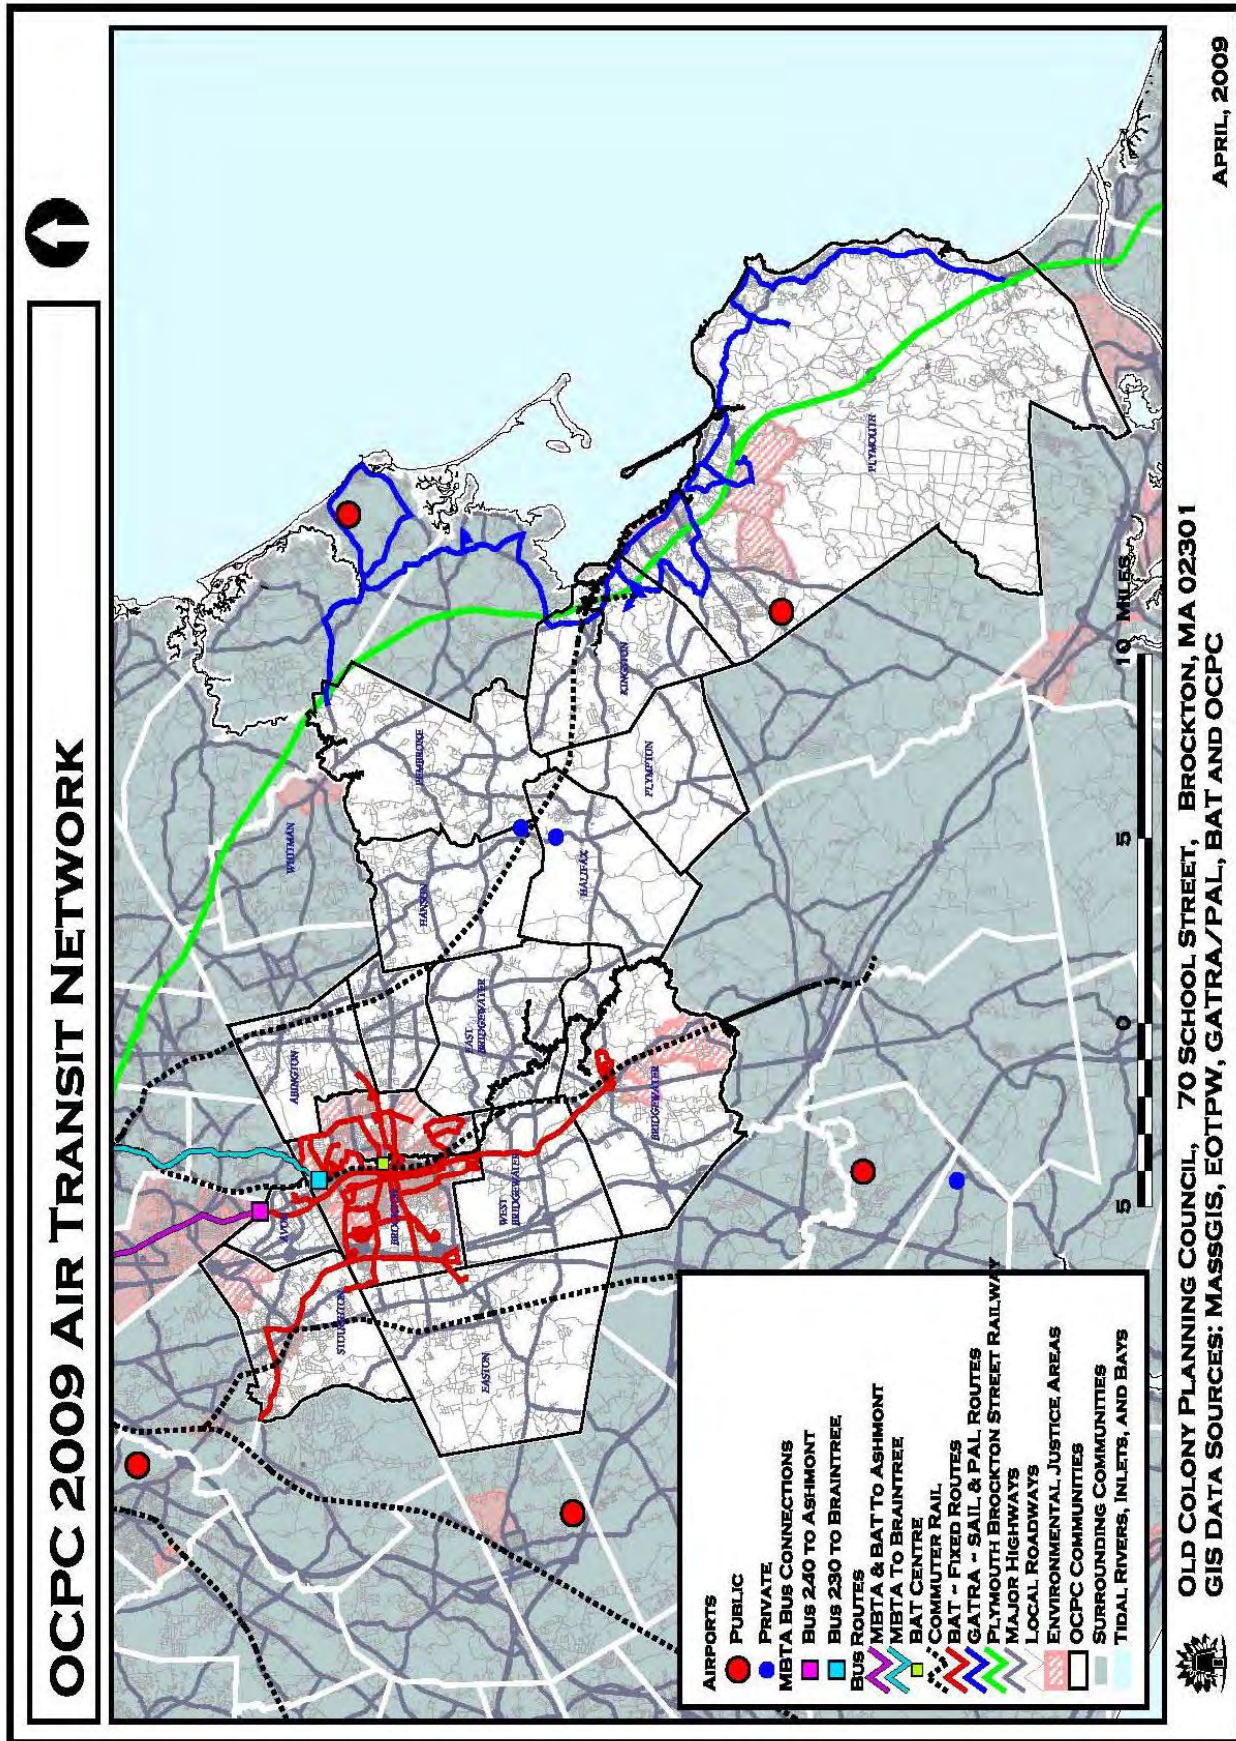 OCPC 2009 AIR TRANSIT NETWORK
WHITMAN
ABINGTON
PEMBROKE
HANSON
AVON
BROCKTON
STOUGHTON
EAST
BRIDGEWATER
WEST
BRIDGEWATER
EASTON
HALIFAX
KINGSTON
PLYMPTON
BRIDGEWATER
PLYMOUTH
AIRPORTS
PUBLIC
PRIVATE
MBTA BUS CONNECTIONS
BUS 240 TO ASHMONT
BUS 230 TO BRAINTREE
BUS ROUTES
MBTA & BAT TO ASHMONT
MBTA TO BRAINTREE
BAT CENTRE
COMMUTER RAIL
BAT - FIXED ROUTES
GATRA - SAIL & PAL ROUTES
PLYMOUTH BROCKTON STREET RAILWAY
MAJOR HIGHWAYS
LOCAL ROADWAYS
ENVIRONMENTAL JUSTICE AREAS
OCPC COMMUNITIES
SURROUNDING COMMUNITIES
TIDAL RIVERS, INLETS, AND BAYS
5 0 5 10 MILES
OLD COLONY PLANNING COUNCIL, 70 SCHOOL STREET, BROCKTON, MA 02301
GIS DATA SOURCES: MASSGIS, EOTPW, GATRA/PAL, BAT AND OCPC
APRIL, 2009